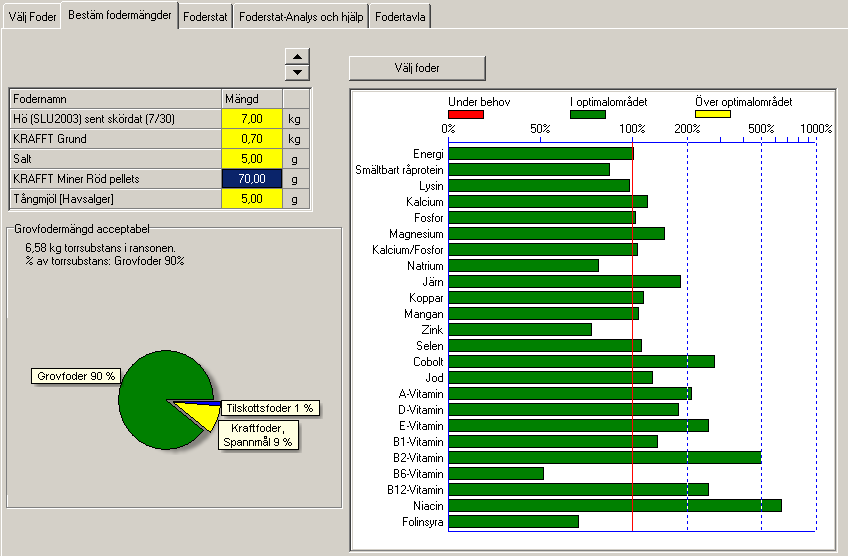 Välj Foder Bestäm fodermängder Foderstat Foderstat-Analys och hjälp Fodertavla
Välj foder
Fodernamn Mängd
Hö (SLU2003) sent skördat (7/30) 7,00 kg
KRAFFT Grund 0,70 kg
Salt 5,00 g
KRAFFT Miner Röd pellets 70,00 g
Tångmjöl [Havsalger] 5,00 g
Grovfodermängd acceptabel
6,58 kg torrsubstans i ransonen.
% av torrsubstans: Grovfoder 90%
Grovfoder 90 %
Tilskottsfoder 1 %
Kraftfoder,
Spannmål 9 %
Under behov I optimalområdet Över optimalområdet
0% 50% 100% 200% 500% 1000%
Energi
Smältbart råprotein
Lysin
Kalcium
Fosfor
Magnesium
Kalcium/Fosfor
Natrium
Järn
Koppar
Mangan
Zink
Selen
Cobolt
Jod
A-Vitamin
D-Vitamin
E-Vitamin
B1-Vitamin
B2-Vitamin
B6-Vitamin
B12-Vitamin
Niacin
Folinsyra